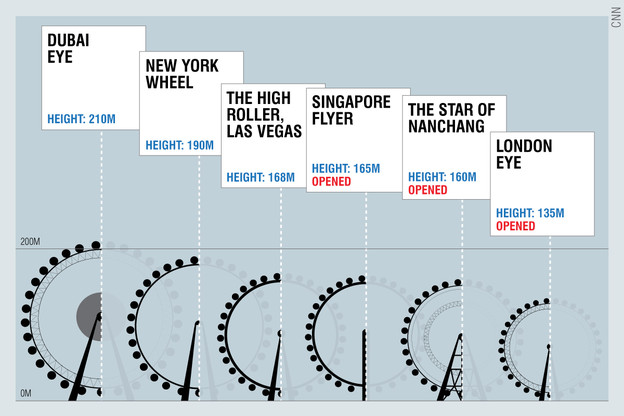 CNN
DUBAI
EYE
HEIGHT: 210M
NEW YORK
WHEEL
HEIGHT: 190M
THE HIGH
ROLLER,
LAS VEGAS
HEIGHT: 168M
SINGAPORE
FLYER
HEIGHT: 165M
OPENED
THE STAR OF
NANCHANG
HEIGHT: 160M
OPENED
LONDON
EYE
HEIGHT: 135M
OPENED
200M
0M